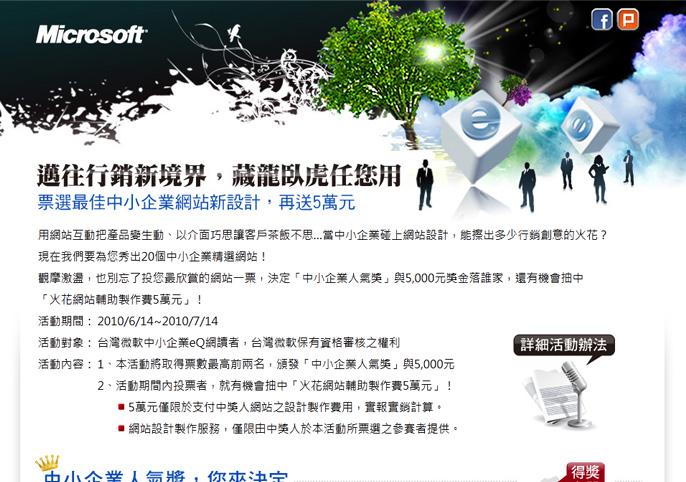 Microsoft
邁往行銷新境界，藏龍臥虎任您用
票選最佳中小企業網站新設計，再送5萬元
用網站互動把產品變生動、以介面巧思讓客戶茶飯不思...當中小企業碰上網站設計，能擦出多少行銷創意的火花？
現在我們要為您秀出20個中小企業精選網站！
觀摩激盪，也別忘了投您最欣賞的網站一票，決定「中小企業人氣獎」與5,000元獎金落誰家，還有機會抽中
「火花網站輔助製作費5萬元」！
活動期間： 2010/6/14~2010/7/14
活動對象： 台灣微軟中小企業eQ網讀者，台灣微軟保有資格審核之權利
活動內容： 1、本活動將取得票數最高前兩名，頒發「中小企業人氣獎」與5,000元
2、活動期間內投票者，就有機會抽中「火花網站輔助製作費5萬元」！
5萬元僅限於支付中獎人網站之設計製作費用，實報實銷計算。
網站設計製作服務，僅限由中獎人於本活動所票選之參賽者提供。
詳細活動辦法
中小企業人氣獎，您來決定
得獎